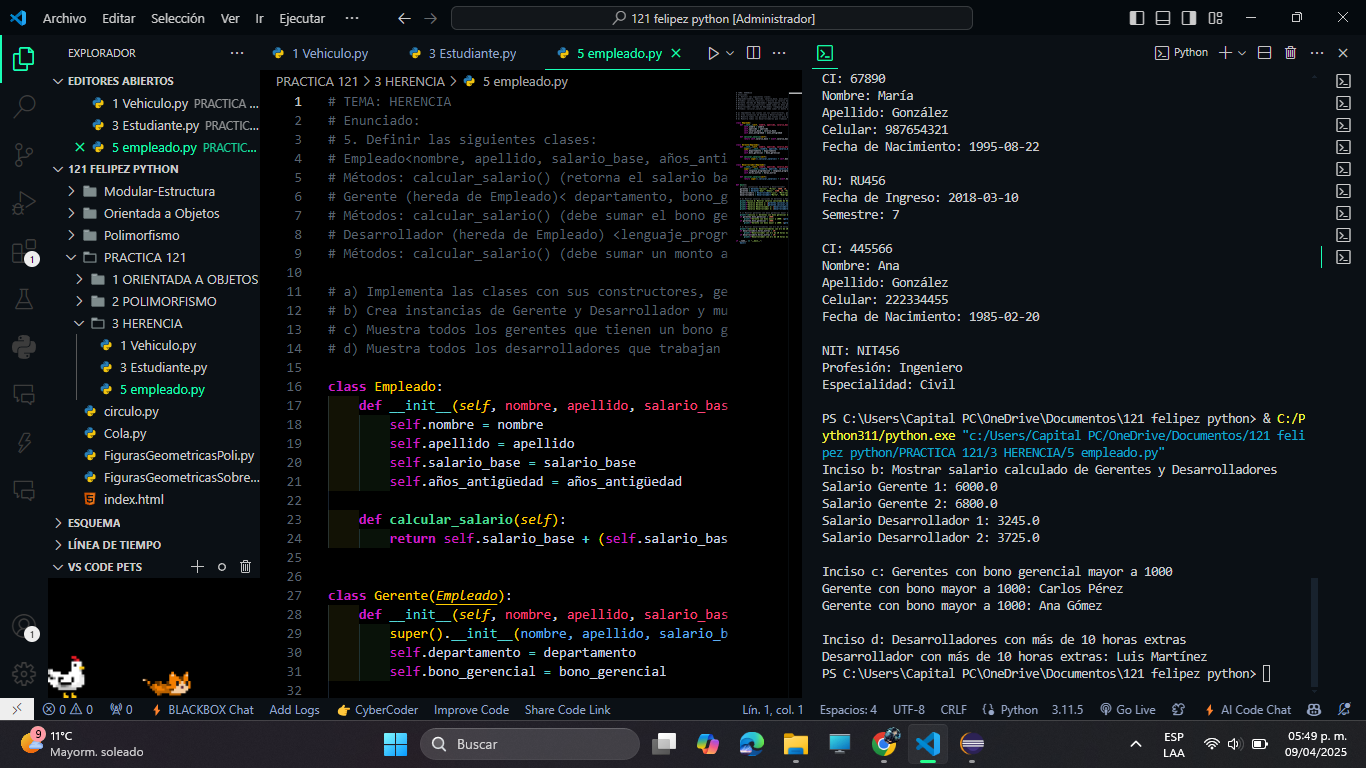 Archivo Editar Selección Ver Ir Ejecutar ··· 121 felipez python [Administrador]
EXPLORADOR
EDITORES ABIERTOS
1 Vehiculo.py PRACTICA ...
3 Estudiante.py PRACTIC...
5 empleado.py PRACTIC...
121 FELIPEZ PYTHON
Modular-Estructura
Orientada a Objetos
Polimorfismo
PRACTICA 121
1 ORIENTADA A OBJETOS
2 POLIMORFISMO
3 HERENCIA
1 Vehiculo.py
3 Estudiante.py
5 empleado.py
circulo.py
Cola.py
FigurasGeometricasPoli.py
FigurasGeometricasSobre...
index.html
ESQUEMA
LÍNEA DE TIEMPO
VS CODE PETS
1
1
1 Vehiculo.py 3 Estudiante.py 5 empleado.py
PRACTICA 121 > 3 HERENCIA > 5 empleado.py
1 # TEMA: HERENCIA
2 # Enunciado:
3 # 5. Definir las siguientes clases:
4 # Empleado<nombre, apellido, salario_base, años_anti
5 # Métodos: calcular_salario() (retorna el salario ba
6 # Gerente (hereda de Empleado)< departamento, bono_g
7 # Métodos: calcular_salario() (debe sumar el bono ge
8 # Desarrollador (hereda de Empleado) <lenguaje_progr
9 # Métodos: calcular_salario() (debe sumar un monto a
10
11 # a) Implementa las clases con sus constructores, ge
12 # b) Crea instancias de Gerente y Desarrollador y mu
13 # c) Muestra todos los gerentes que tienen un bono g
14 # d) Muestra todos los desarrolladores que trabajan
15
16 class Empleado:
17 def __init__(self, nombre, apellido, salario_bas
18 self.nombre = nombre
19 self.apellido = apellido
20 self.salario_base = salario_base
21 self.años_antigüedad = años_antigüedad
22
23 def calcular_salario(self):
24 return self.salario_base + (self.salario_bas
25
26
27 class Gerente(Empleado):
28 def __init__(self, nombre, apellido, salario_bas
29 super().__init__(nombre, apellido, salario_b
30 self.departamento = departamento
31 self.bono_gerencial = bono_gerencial
32
Python
CI: 67890
Nombre: María
Apellido: González
Celular: 987654321
Fecha de Nacimiento: 1995-08-22
RU: RU456
Fecha de Ingreso: 2018-03-10
Semestre: 7
CI: 445566
Nombre: Ana
Apellido: González
Celular: 222334455
Fecha de Nacimiento: 1985-02-20
NIT: NIT456
Profesión: Ingeniero
Especialidad: Civil
PS C:\Users\Capital PC\OneDrive\Documentos\121 felipez python> & C:/P
ython311/python.exe "c:/Users/Capital PC/OneDrive/Documentos/121 feli
pez python/PRACTICA 121/3 HERENCIA/5 empleado.py"
Inciso b: Mostrar salario calculado de Gerentes y Desarrolladores
Salario Gerente 1: 6000.0
Salario Gerente 2: 6800.0
Salario Desarrollador 1: 3245.0
Salario Desarrollador 2: 3725.0
Inciso c: Gerentes con bono gerencial mayor a 1000
Gerente con bono mayor a 1000: Carlos Pérez
Gerente con bono mayor a 1000: Ana Gómez
Inciso d: Desarrolladores con más de 10 horas extras
Desarrollador con más de 10 horas extras: Luis Martínez
PS C:\Users\Capital PC\OneDrive\Documentos\121 felipez python>
0 0 0 BLACKBOX Chat Add Logs CyberCoder Improve Code Share Code Link Lín. 1, col. 1 Espacios: 4 UTF-8 CRLF Python 3.11.5 Go Live AI Code Chat
9
11°C
Mayorm. soleado
Buscar
ESP
LAA
05:49 p. m.
09/04/2025